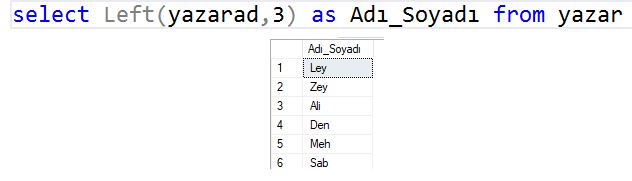 select Left(yazarad,3) as Adı_Soyadı from yazar
Adı_Soyadı
1 Ley
2 Zey
3 Ali
4 Den
5 Meh
6 Sab